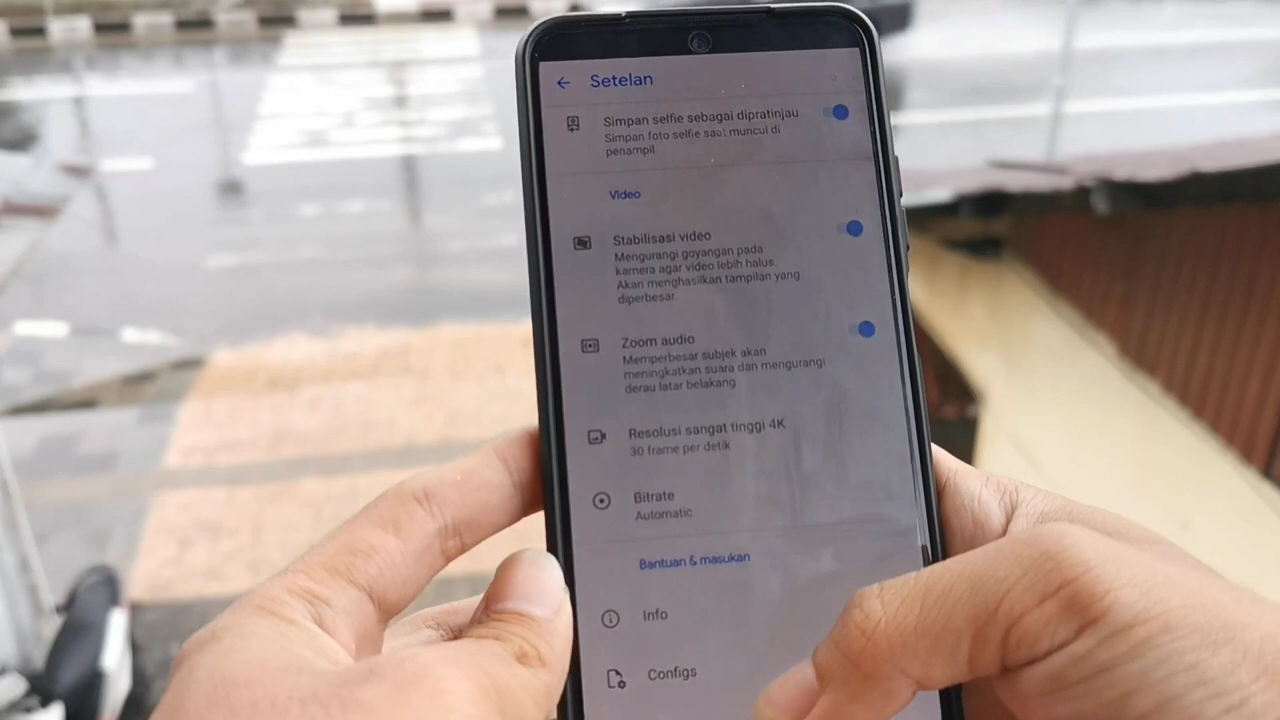 Setelan
Simpan selfie sebagai dipratinjau
Simpan foto selfie saat muncul di
penampil
Video
Stabilisasi video
Mengurangi goyangan pada
kamera agar video lebih halus.
Akan menghasilkan tampilan yang
diperbesar.
Zoom audio
Memperbesar subjek akan
meningkatkan suara dan mengurangi
derau latar belakang
Resolusi sangat tinggi 4K
30 frame per detik
Bitrate
Automatic
Bantuan & masukan
Info
Configs